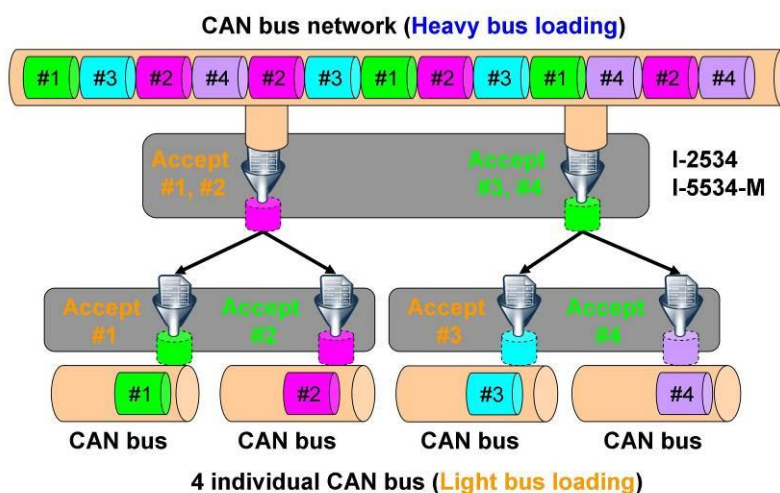 CAN bus network (Heavy bus loading)
#1 #3 #2 #4 #2 #3 #1 #2 #3 #1 #4 #2 #4
Accept
#1, #2
Accept
#3, #4
I-2534
I-5534-M
Accept
#1
Accept
#2
Accept
#3
Accept
#4
#1 #2 #3 #4
CAN bus CAN bus CAN bus CAN bus
4 individual CAN bus (Light bus loading)